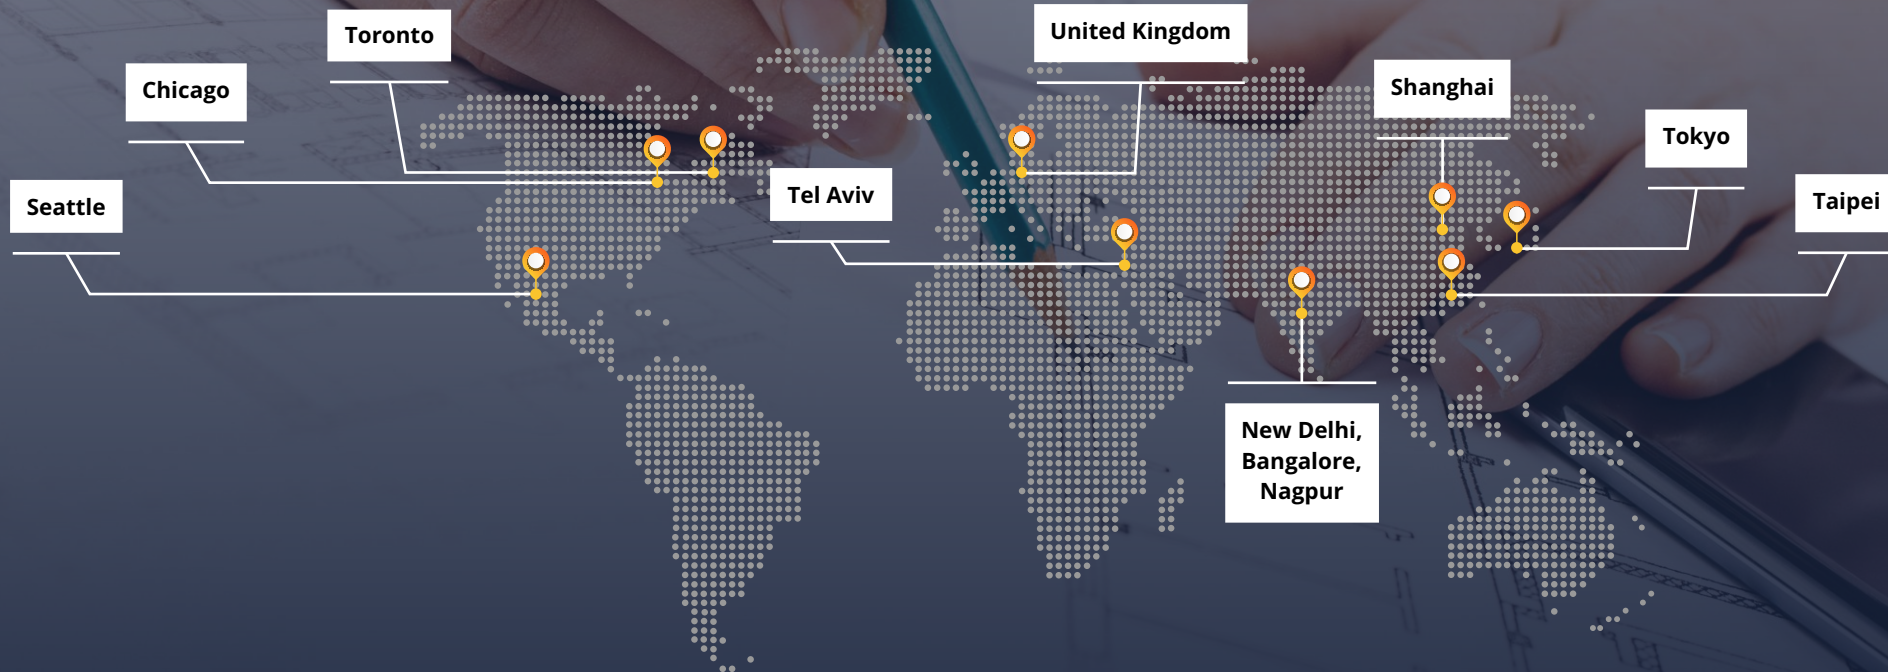 United Kingdom
Toronto
Chicago
Shanghai
Tokyo
Tel Aviv
Taipei
Seattle
New Delhi,
Bangalore,
Nagpur